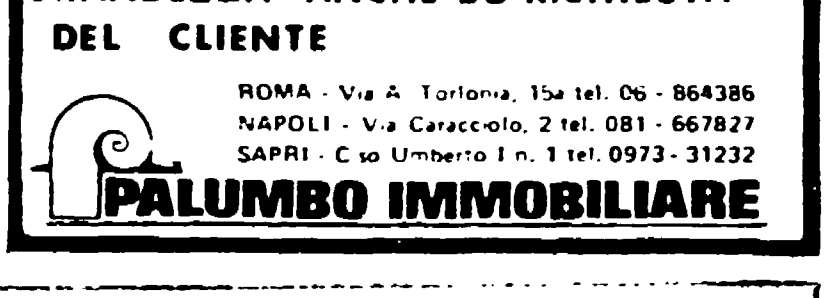 DEL CLIENTE
ROMA - Via A. Torlonia, 15a tel. 06 - 864386
NAPOLI - Via Caracciolo, 2 tel. 081 - 667827
SAPRI - C.so Umberto I n. 1 tel. 0973 - 31232
PALUMBO IMMOBILIARE